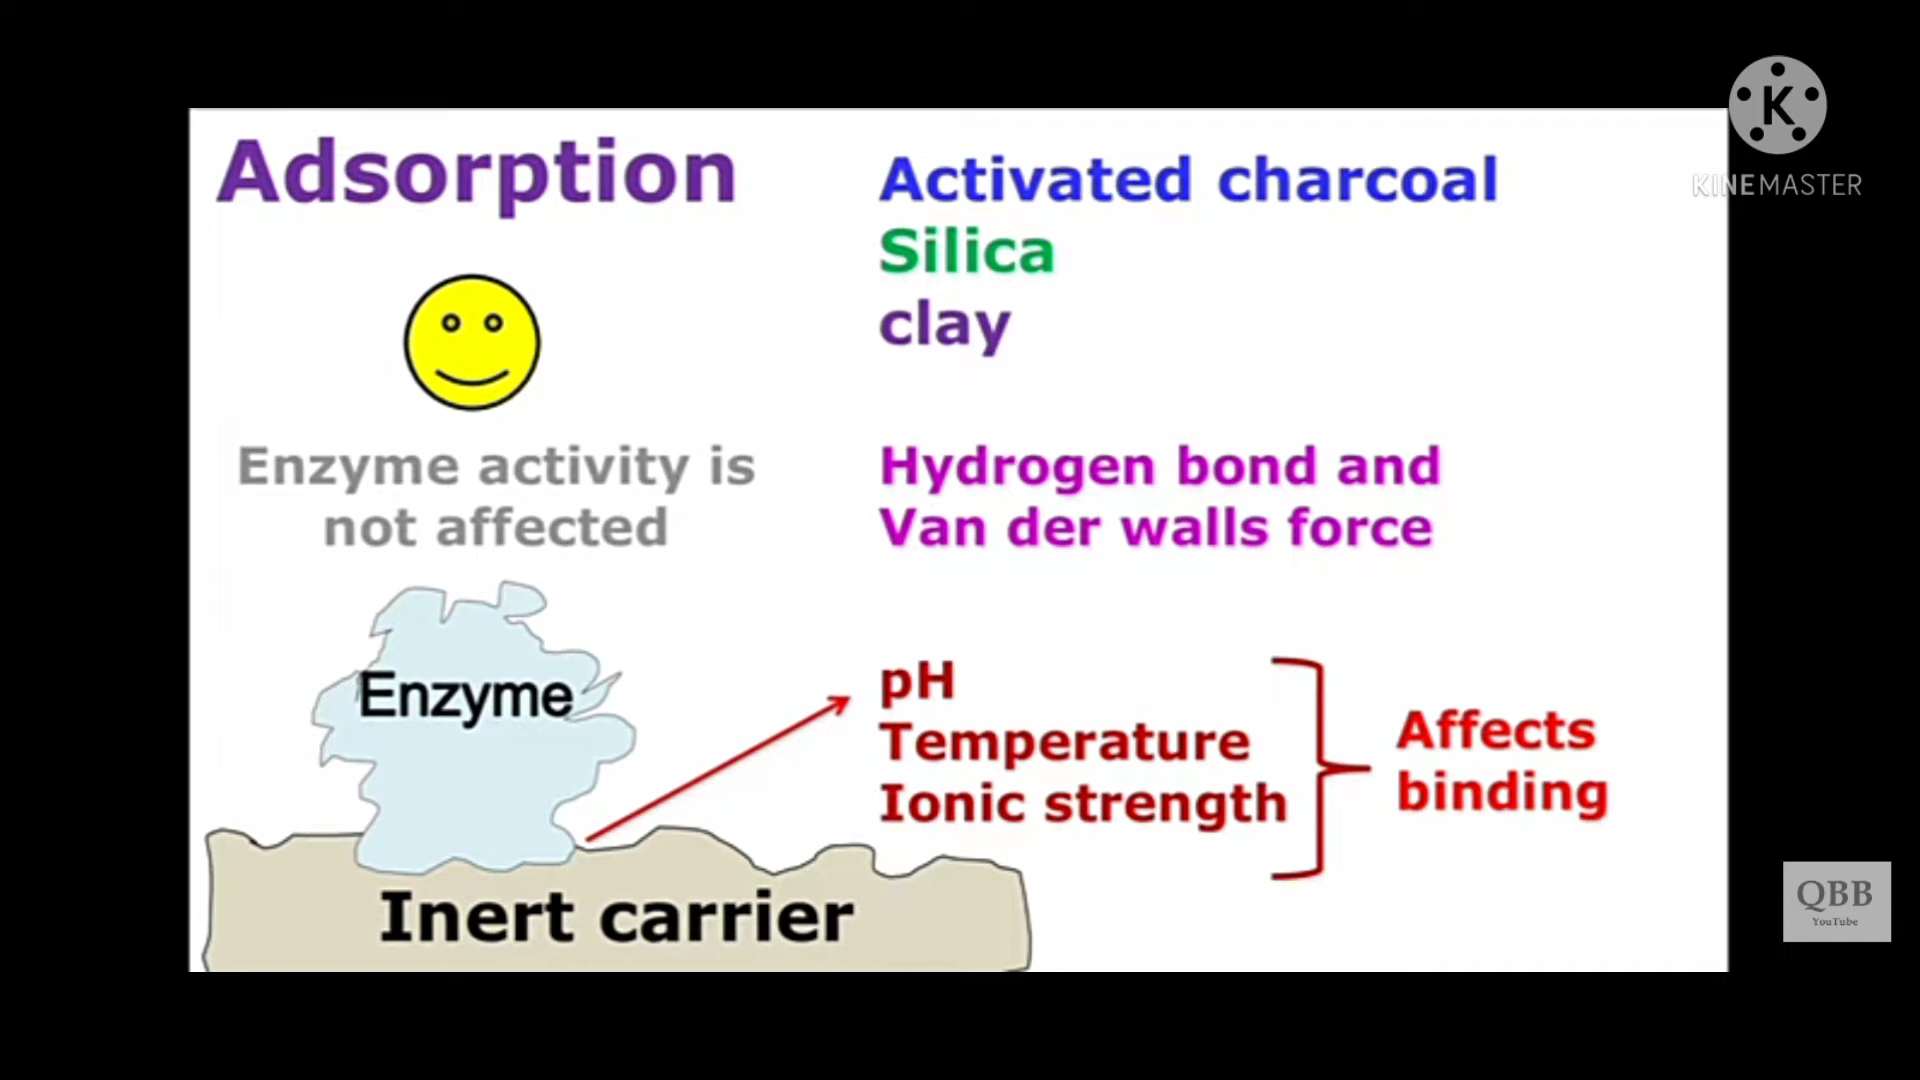 Adsorption
Activated charcoal
Silica
clay
Enzyme activity is
not affected
Hydrogen bond and
Van der walls force
Enzyme
pH
Temperature
Ionic strength
Affects
binding
Inert carrier
K
KINEMASTER
QBB
YouTube